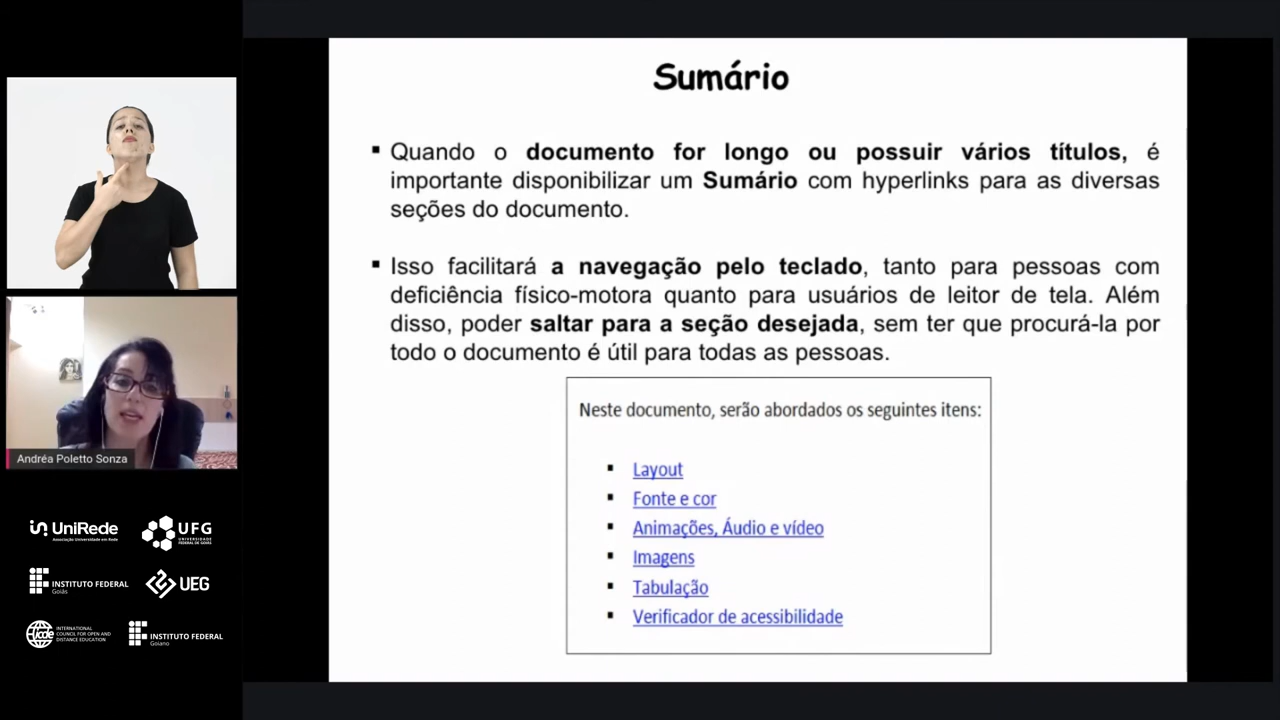 Sumário
Quando o documento for longo ou possuir vários títulos, é
importante disponibilizar um Sumário com hyperlinks para as diversas
seções do documento.
Isso facilitará a navegação pelo teclado, tanto para pessoas com
deficiência físico-motora quanto para usuários de leitor de tela. Além
disso, poder saltar para a seção desejada, sem ter que procurá-la por
todo o documento é útil para todas as pessoas.
Neste documento, serão abordados os seguintes itens:
Layout
Fonte e cor
Animações, Áudio e vídeo
Imagens
Tabulação
Verificador de acessibilidade
Andréa Poletto Sonza
UniRede
Associação Universidade em Rede
UFG
UNIVERSIDADE
FEDERAL DE GOIÁS
INSTITUTO FEDERAL
Goiás
UEG
icde
INTERNATIONAL
COUNCIL FOR OPEN AND
DISTANCE EDUCATION
INSTITUTO FEDERAL
Goiano